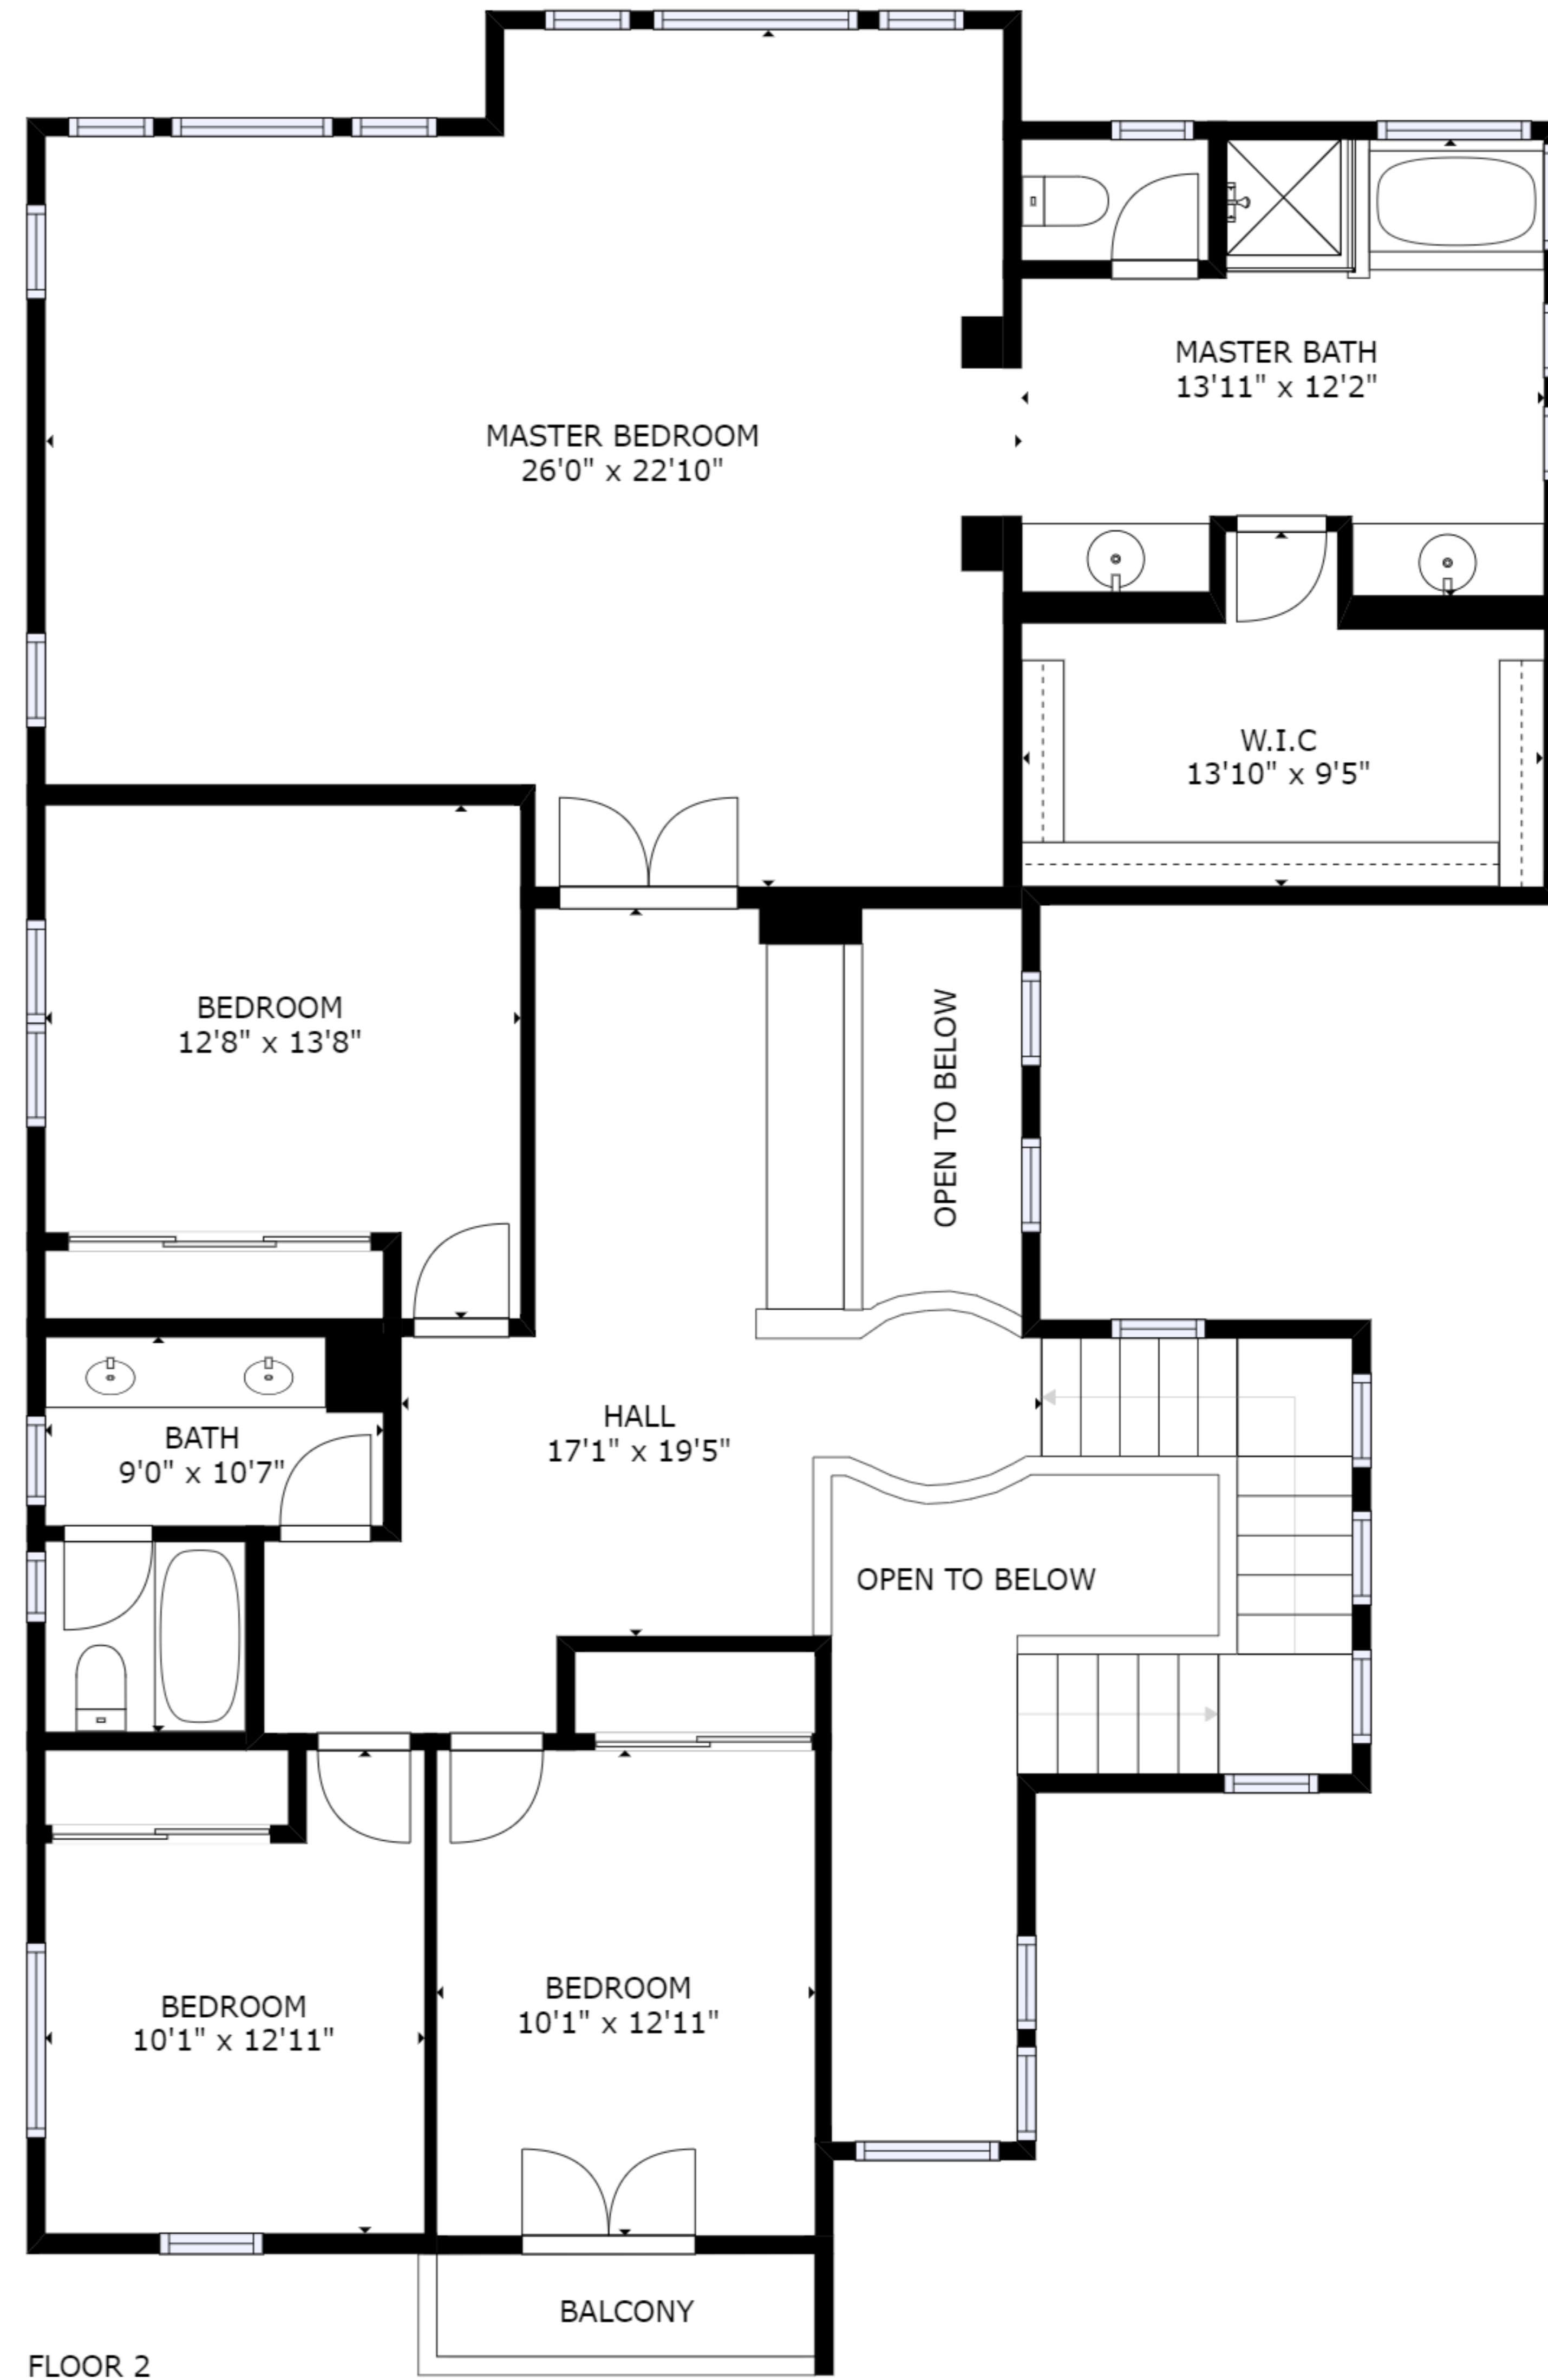 MASTER BATH
13'11" x 12'2"
MASTER BEDROOM
26'0" x 22'10"
W.I.C
13'10" x 9'5"
BEDROOM
12'8" x 13'8"
OPEN TO BELOW
HALL
17'1" x 19'5"
BATH
9'0" x 10'7"
OPEN TO BELOW
BEDROOM
10'1" x 12'11"
BEDROOM
10'1" x 12'11"
BALCONY
FLOOR 2